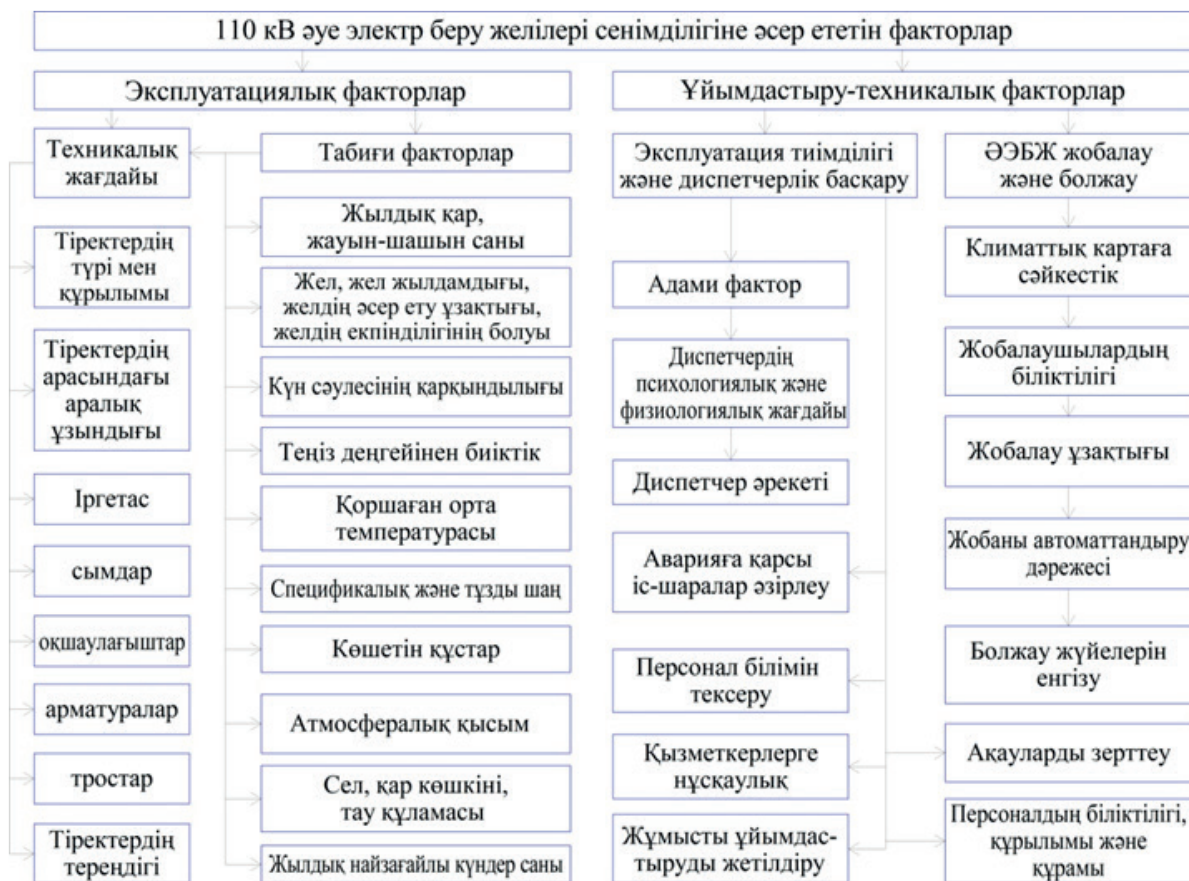 110 кВ әуе электр беру желілері сенімділігіне әсер ететін факторлар
Эксплуатациялық факторлар
Техникалық
жағдайы
Тіректердің
түрі мен
құрылымы
Тіректердің
арасындағы
аралық
ұзындығы
Іргетас
сымдар
оқшаулағыштар
арматуралар
тростар
Тіректердің
тереңдігі
Табиғи факторлар
Жылдық қар,
жауын-шашын саны
Жел, жел жылдамдығы,
желдің әсер ету ұзақтығы,
желдің екпінділігінің болуы
Күн сәулесінің қарқындылығы
Теңіз деңгейінен биіктік
Қоршаған орта
температурасы
Спецификалық және тұзды шаң
Көшетін құстар
Атмосфералық қысым
Сел, қар көшкіні,
тау құламасы
Жылдық найзағайлы күндер саны
Ұйымдастыру-техникалық факторлар
Эксплуатация тиімділігі
және диспетчерлік басқару
Адами фактор
Диспетчердің
психологиялық және
физиологиялық жағдайы
Диспетчер әрекеті
Аварияға қарсы
іс-шаралар әзірлеу
Персонал білімін
тексеру
Қызметкерлерге
нұсқаулық
Жұмысты ұйымдас-
тыруды жетілдіру
ӘЭБЖ жобалау
және болжау
Климаттық картаға
сәйкестік
Жобалаушылардың
біліктілігі
Жобалау ұзақтығы
Жобаны автоматтандыру
дәрежесі
Болжау жүйелерін
енгізу
Ақауларды зерттеу
Персоналдың біліктілігі,
құрылымы және
құрамы